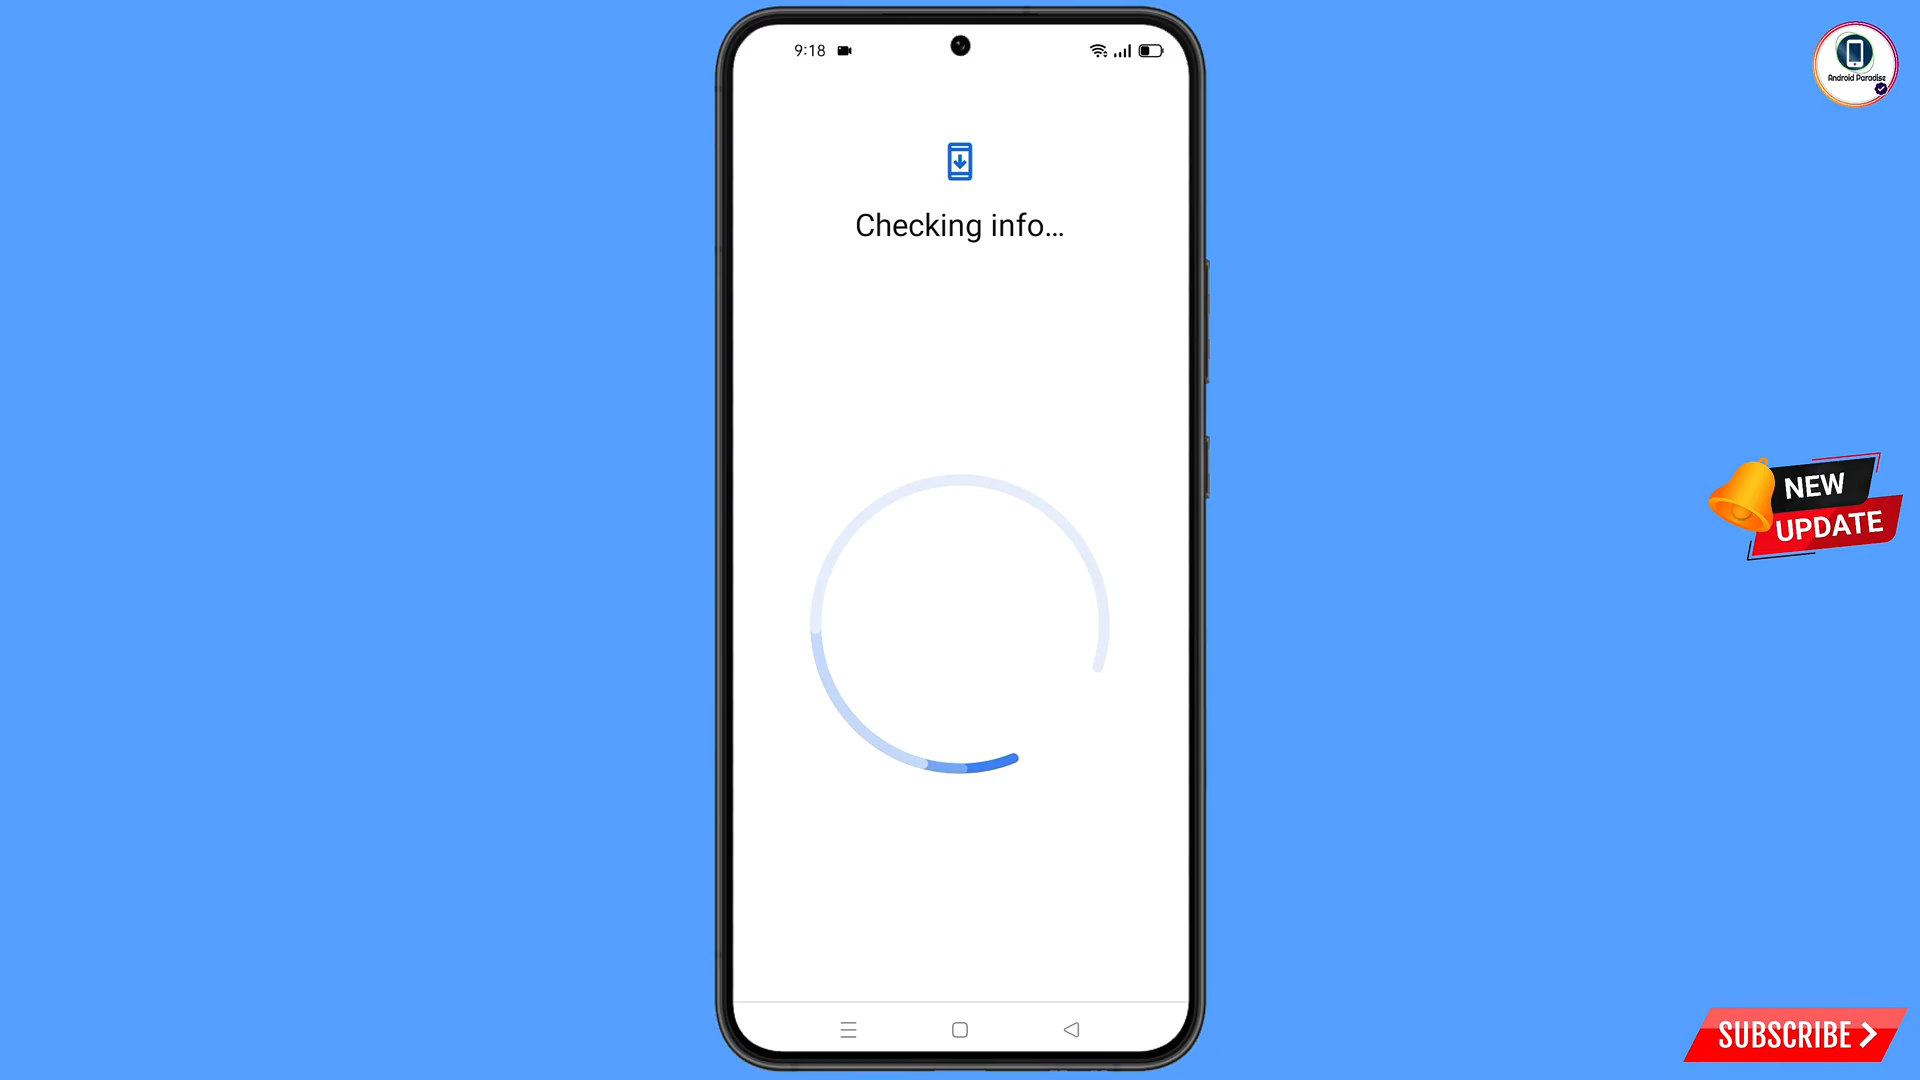 9:18
Android Paradise
Checking info...
NEW
UPDATE
SUBSCRIBE